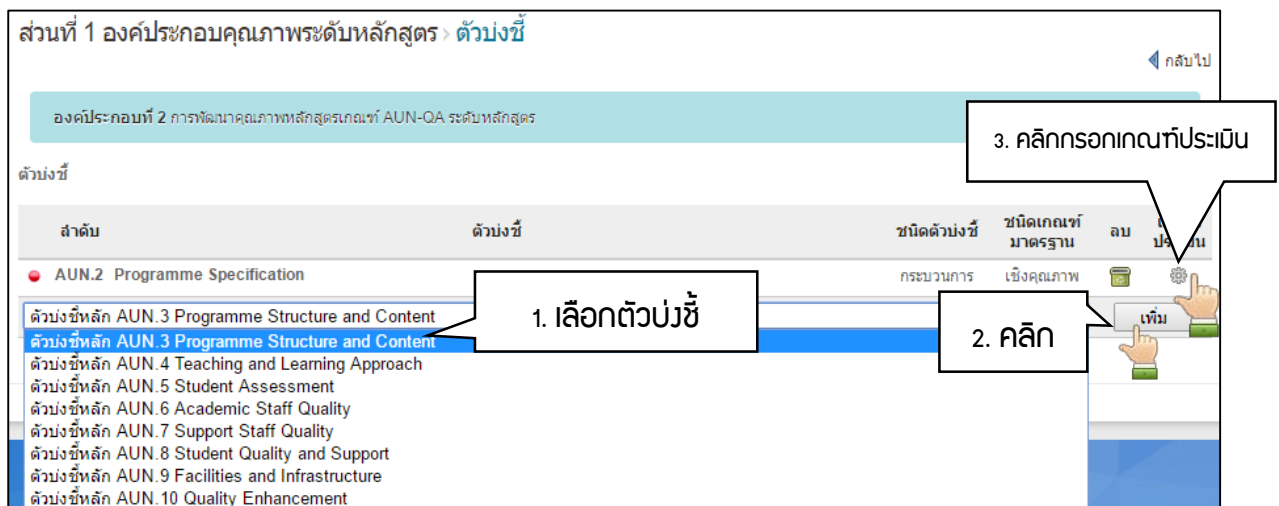 ส่วนที่ 1 องค์ประกอบคุณภาพระดับหลักสูตร › ตัวบ่งชี้
กลับไป
องค์ประกอบที่ 2 การพัฒนาคุณภาพหลักสูตรเกณฑ์ AUN-QA ระดับหลักสูตร
3. คลิกกรอกเกณฑ์ประเมิน
ตัวบ่งชี้
ลำดับ ตัวบ่งชี้ ชนิดตัวบ่งชี้ ชนิดเกณฑ์มาตรฐาน ลบ
AUN.2 Programme Specification กระบวนการ เชิงคุณภาพ
ตัวบ่งชี้หลัก AUN.3 Programme Structure and Content
1. เลือกตัวบ่งชี้
2. คลิก
เพิ่ม
ตัวบ่งชี้หลัก AUN.3 Programme Structure and Content
ตัวบ่งชี้หลัก AUN.4 Teaching and Learning Approach
ตัวบ่งชี้หลัก AUN.5 Student Assessment
ตัวบ่งชี้หลัก AUN.6 Academic Staff Quality
ตัวบ่งชี้หลัก AUN.7 Support Staff Quality
ตัวบ่งชี้หลัก AUN.8 Student Quality and Support
ตัวบ่งชี้หลัก AUN.9 Facilities and Infrastructure
ตัวบ่งชี้หลัก AUN.10 Quality Enhancement